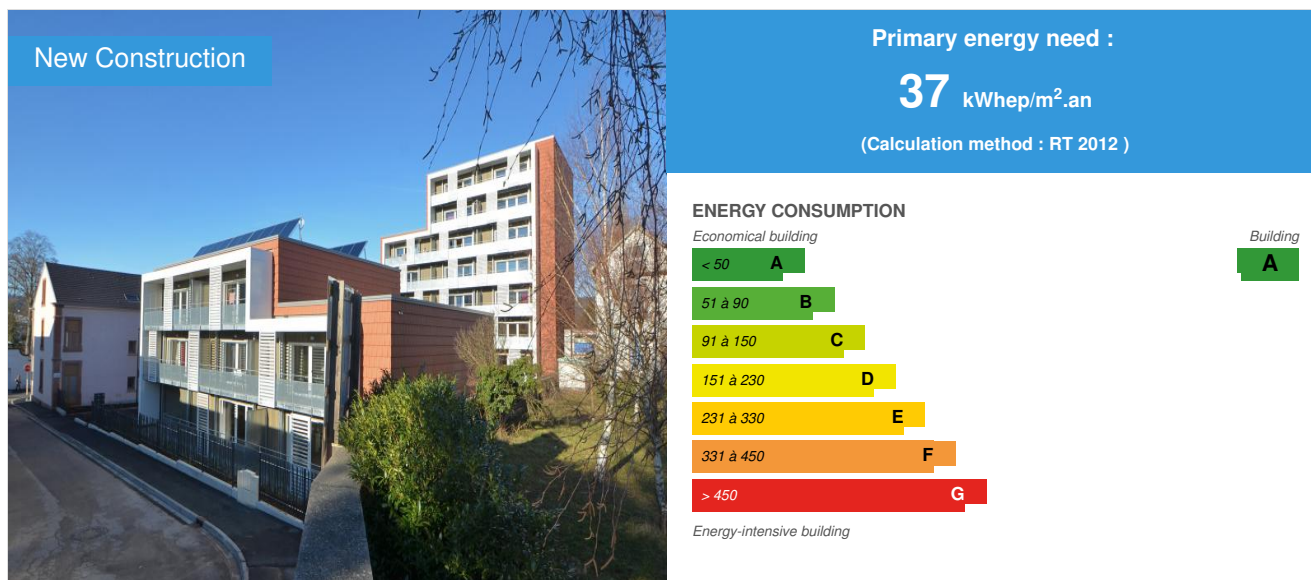 New Construction
Primary energy need :
37 kWhep/m².an
(Calculation method : RT 2012 )
ENERGY CONSUMPTION
Economical building
Building
< 50 A
A
51 à 90 B
91 à 150 C
151 à 230 D
231 à 330 E
331 à 450 F
> 450 G
Energy-intensive building